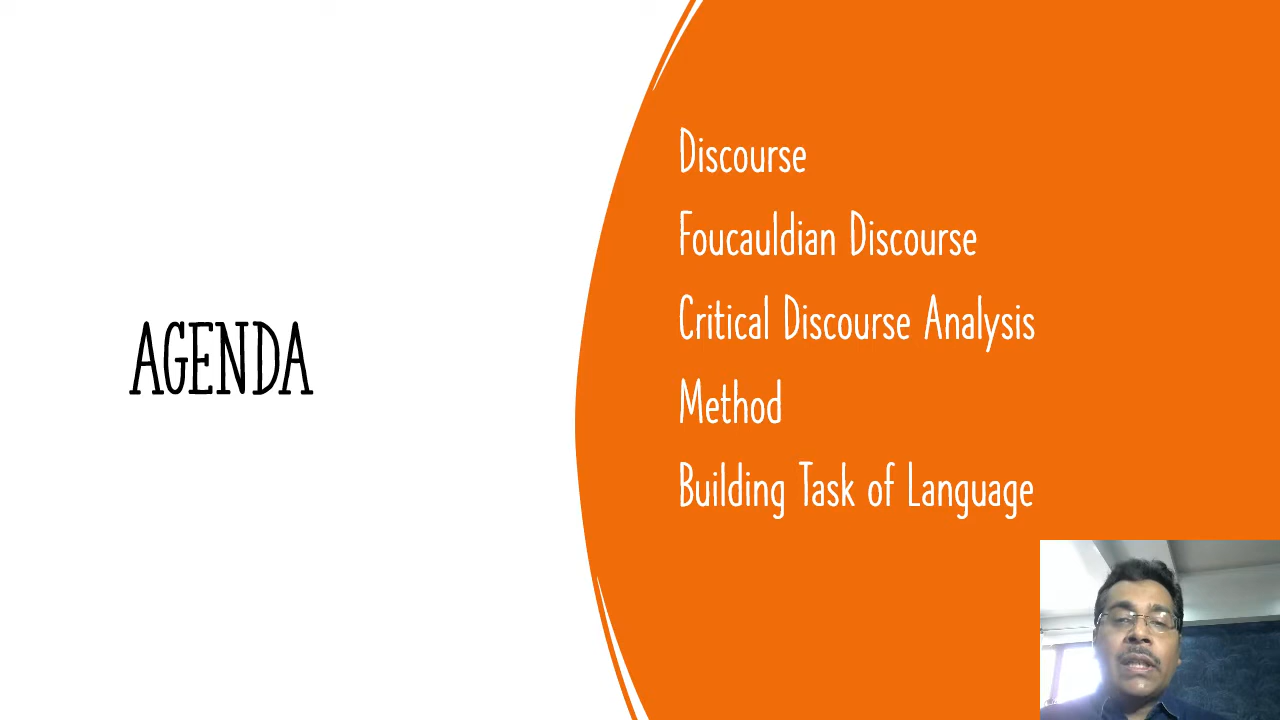 AGENDA
Discourse
Foucauldian Discourse
Critical Discourse Analysis
Method
Building Task of Language